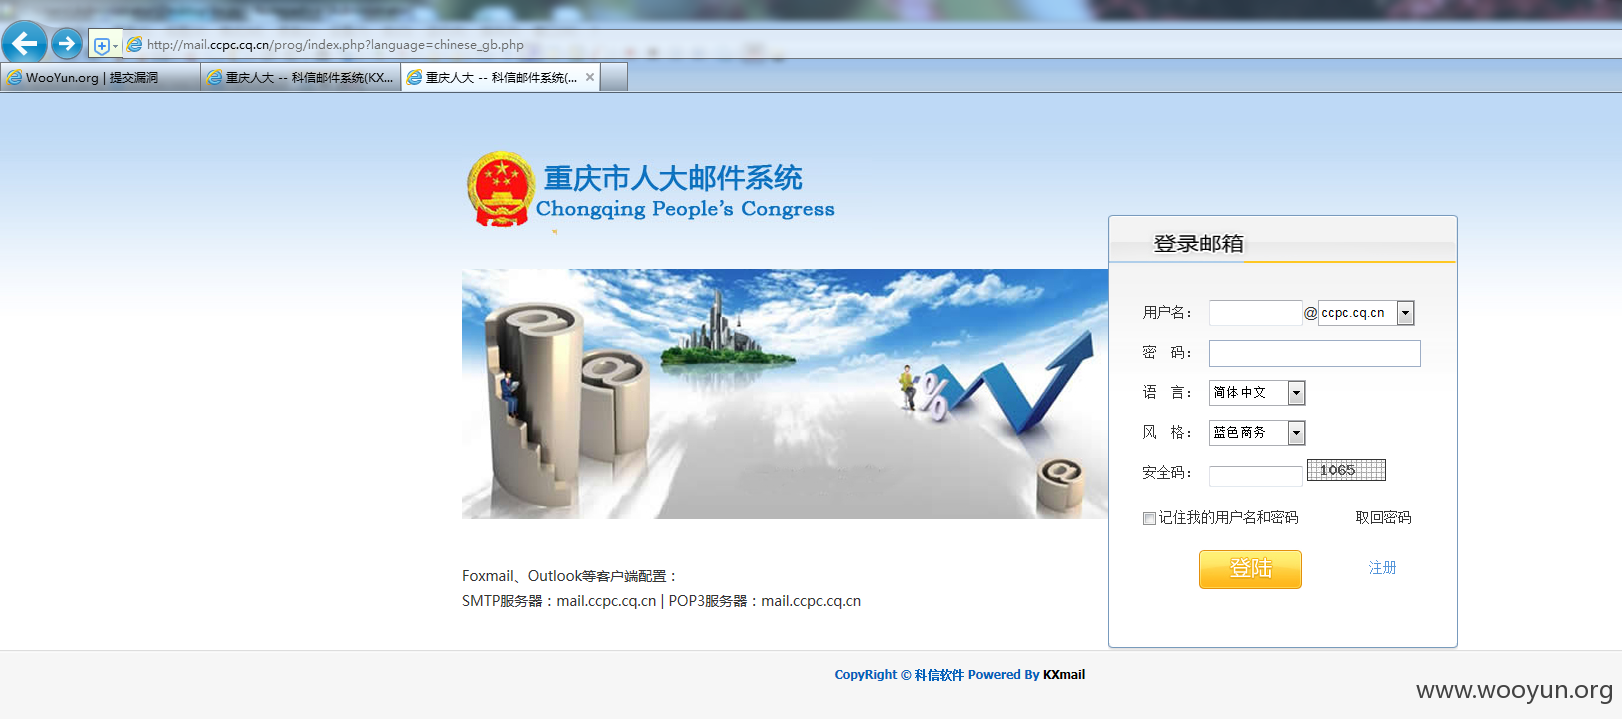 http://mail.ccpc.cq.cn/prog/index.php?language=chinese_gb.php
WooYun.org | 提交漏洞
重庆人大 -- 科信邮件系统(KX...
重庆人大 -- 科信邮件系统(...
重庆市人大邮件系统
Chongqing People's Congress
登录邮箱
用户名： @ ccpc.cq.cn
密 码：
语 言： 简体中文
风 格： 蓝色商务
安全码： 1065
记住我的用户名和密码 取回密码
登陆 注册
Foxmail、Outlook等客户端配置：
SMTP服务器：mail.ccpc.cq.cn | POP3服务器：mail.ccpc.cq.cn
CopyRight © 科信软件 Powered By KXmail
www.wooyun.org